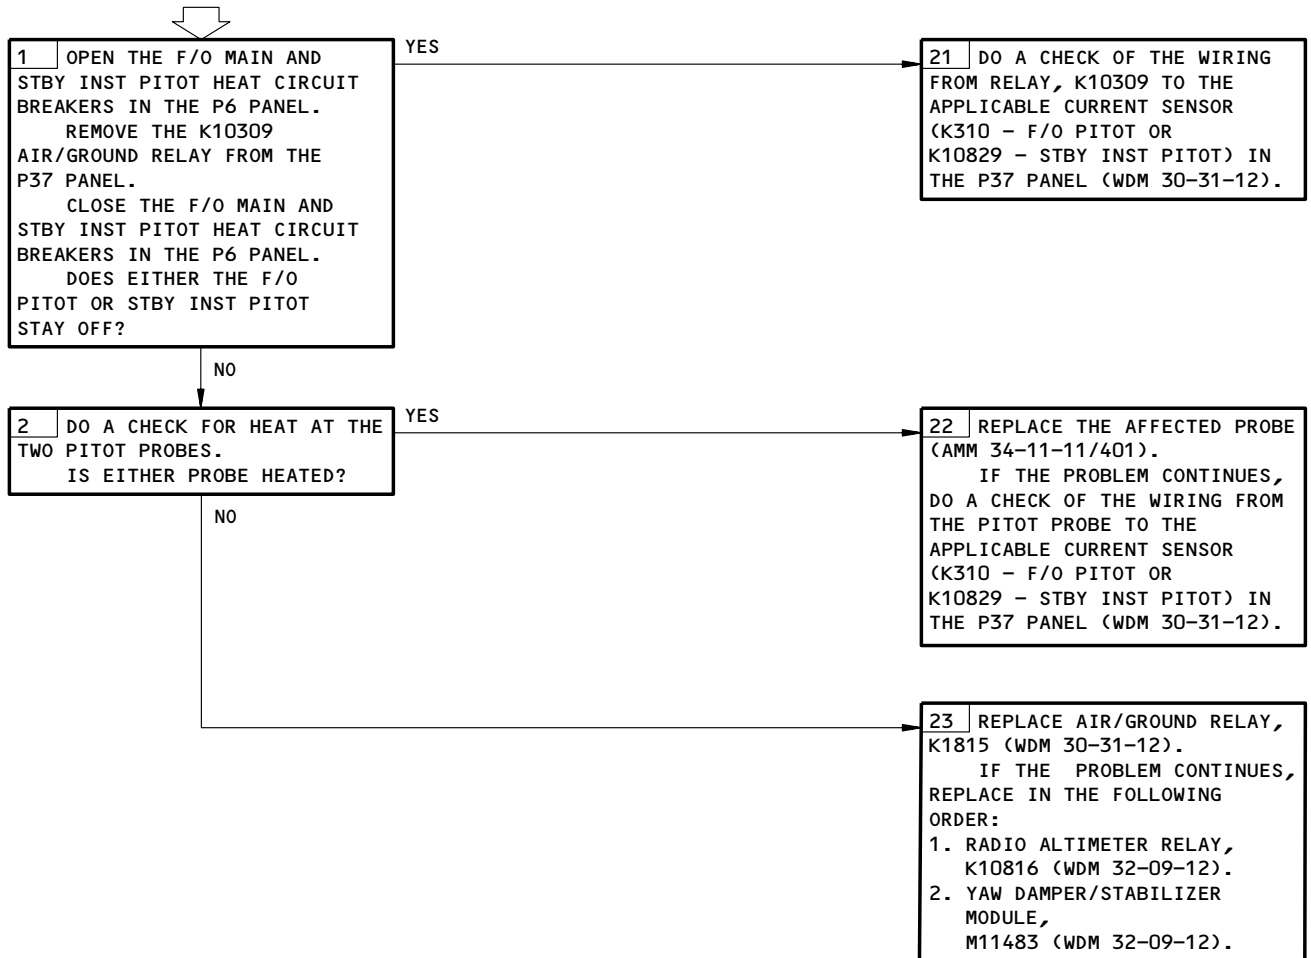 1 OPEN THE F/O MAIN AND
STBY INST PITOT HEAT CIRCUIT
BREAKERS IN THE P6 PANEL.
REMOVE THE K10309
AIR/GROUND RELAY FROM THE
P37 PANEL.
CLOSE THE F/O MAIN AND
STBY INST PITOT HEAT CIRCUIT
BREAKERS IN THE P6 PANEL.
DOES EITHER THE F/O
PITOT OR STBY INST PITOT
STAY OFF?
YES
21 DO A CHECK OF THE WIRING
FROM RELAY, K10309 TO THE
APPLICABLE CURRENT SENSOR
(K310 – F/O PITOT OR
K10829 – STBY INST PITOT) IN
THE P37 PANEL (WDM 30-31-12).
NO
2 DO A CHECK FOR HEAT AT THE
TWO PITOT PROBES.
IS EITHER PROBE HEATED?
YES
22 REPLACE THE AFFECTED PROBE
(AMM 34-11-11/401).
IF THE PROBLEM CONTINUES,
DO A CHECK OF THE WIRING FROM
THE PITOT PROBE TO THE
APPLICABLE CURRENT SENSOR
(K310 – F/O PITOT OR
K10829 – STBY INST PITOT) IN
THE P37 PANEL (WDM 30-31-12).
NO
23 REPLACE AIR/GROUND RELAY,
K1815 (WDM 30-31-12).
IF THE PROBLEM CONTINUES,
REPLACE IN THE FOLLOWING
ORDER:
1. RADIO ALTIMETER RELAY,
K10816 (WDM 32-09-12).
2. YAW DAMPER/STABILIZER
MODULE,
M11483 (WDM 32-09-12).